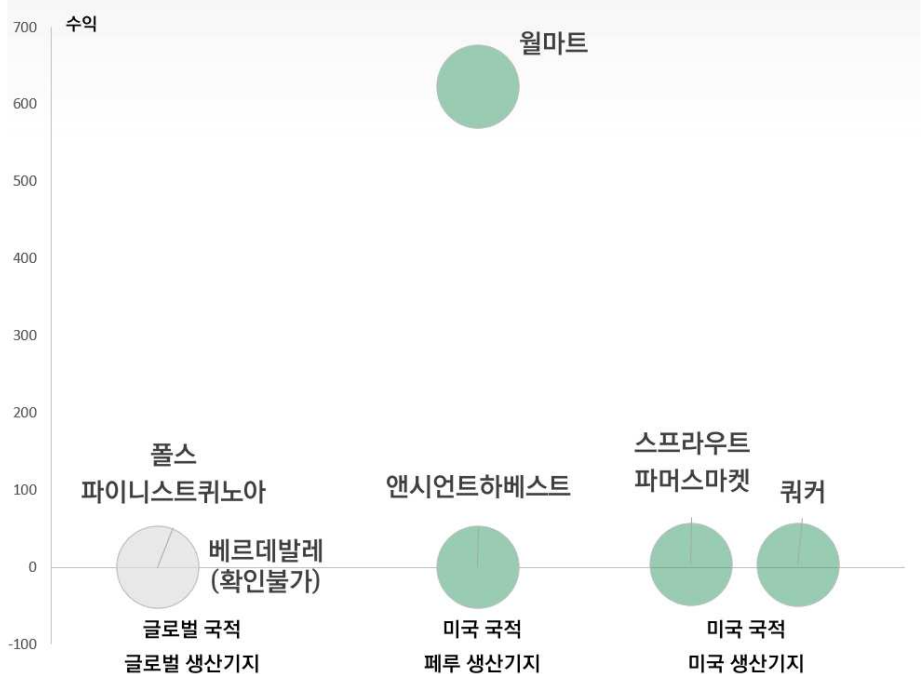 수익
700
600
500
400
300
200
100
0
-100
월마트
폴스
파이니스트퀴노아
베르데발레
(확인불가)
앤시언트하베스트
스프라우트
파머스마켓
쿼커
글로벌 국적
글로벌 생산기지
미국 국적
페루 생산기지
미국 국적
미국 생산기지